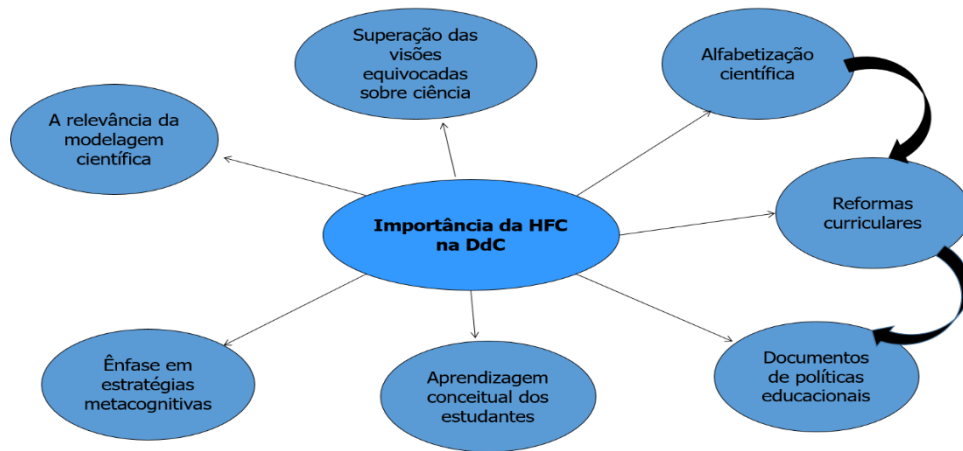 Superação das
visões
equivocadas
sobre ciência
Alfabetização
científica
A relevância da
modelagem
científica
Importância da HFC
na DdC
Reformas
curriculares
Ênfase em
estratégias
metacognitivas
Aprendizagem
conceitual dos
estudantes
Documentos
de políticas
educacionais